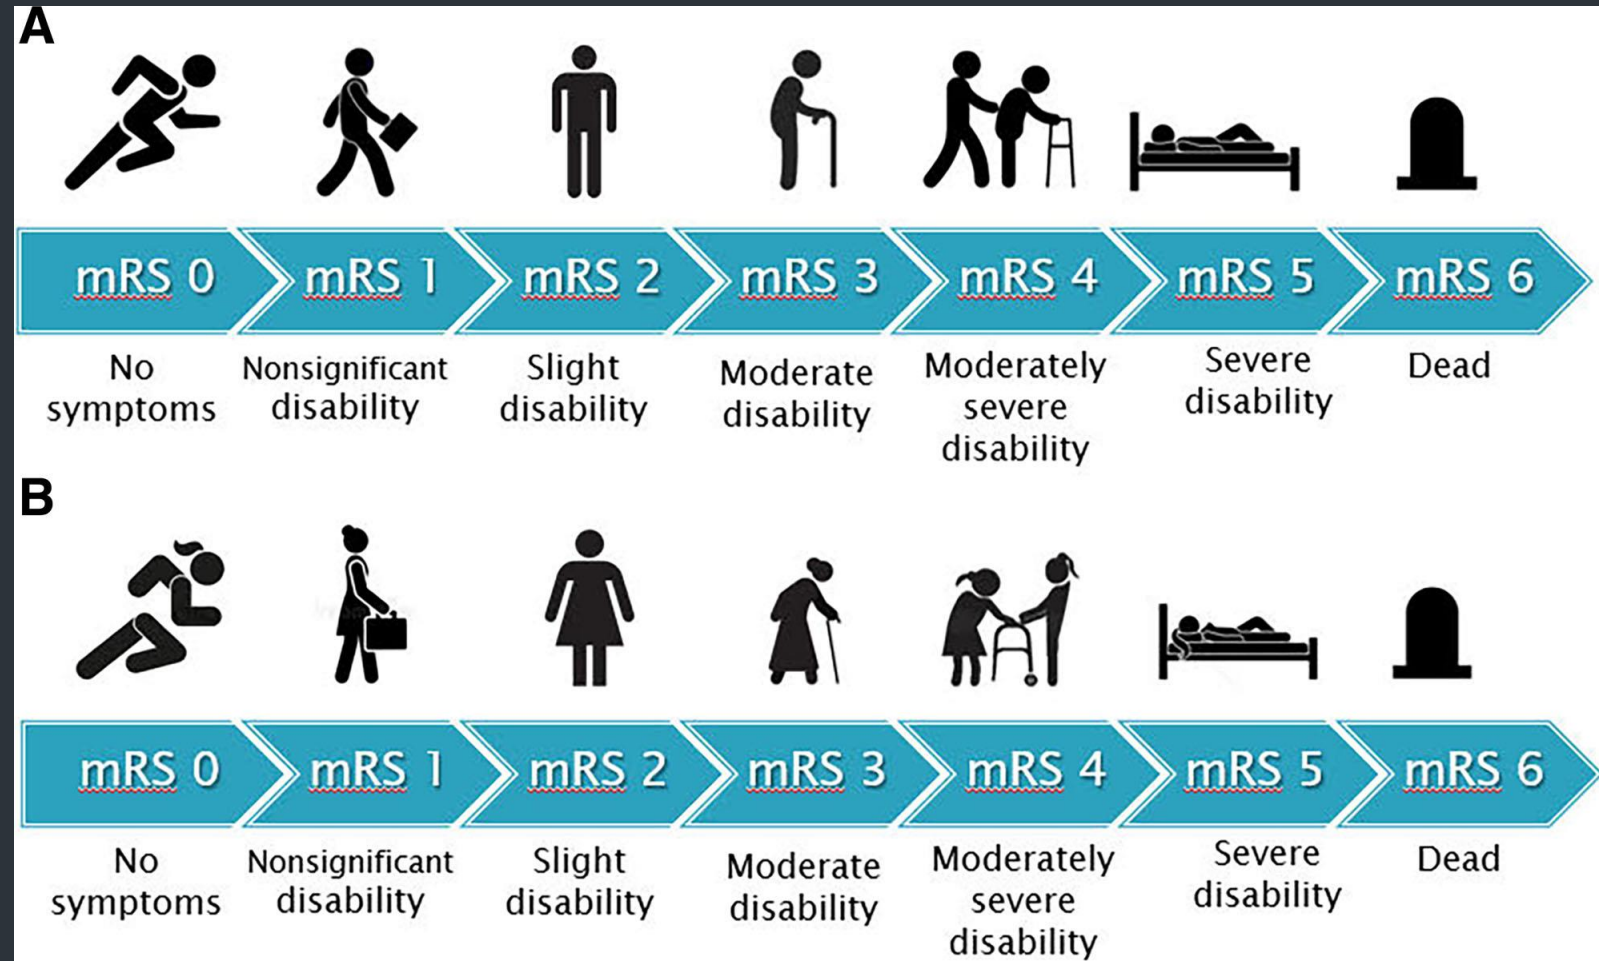 A
mRS 0
mRS 1
mRS 2
mRS 3
mRS 4
mRS 5
mRS 6
No
symptoms
Nonsignificant
disability
Slight
disability
Moderate
disability
Moderately
severe
disability
Severe
disability
Dead
B
mRS 0
mRS 1
mRS 2
mRS 3
mRS 4
mRS 5
mRS 6
No
symptoms
Nonsignificant
disability
Slight
disability
Moderate
disability
Moderately
severe
disability
Severe
disability
Dead